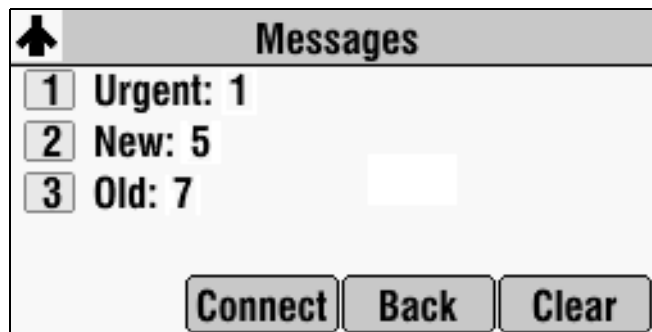 Messages
1 Urgent: 1
2 New: 5
3 Old: 7
Connect Back Clear